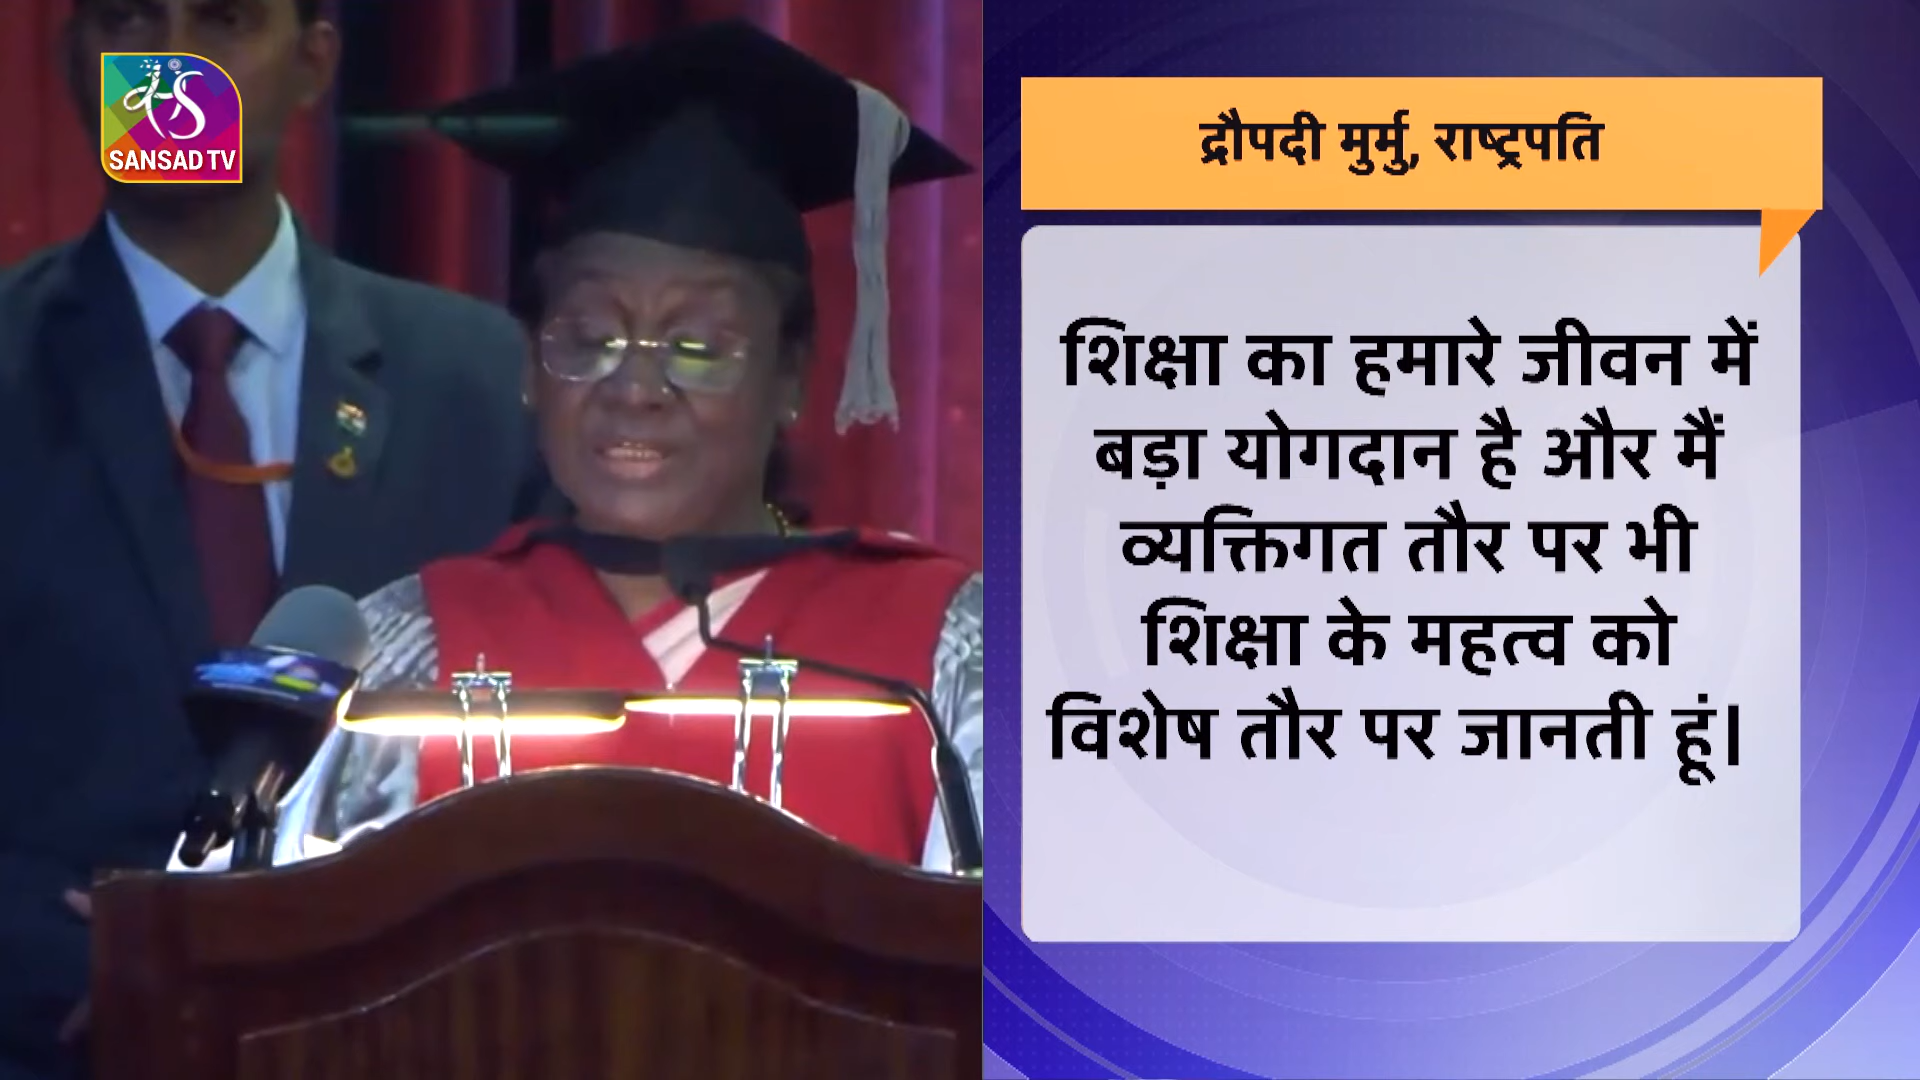 SANSAD TV
द्रौपदी मुर्मु, राष्ट्रपति
शिक्षा का हमारे जीवन में
बड़ा योगदान है और मैं
व्यक्तिगत तौर पर भी
शिक्षा के महत्व को
विशेष तौर पर जानती हूं।